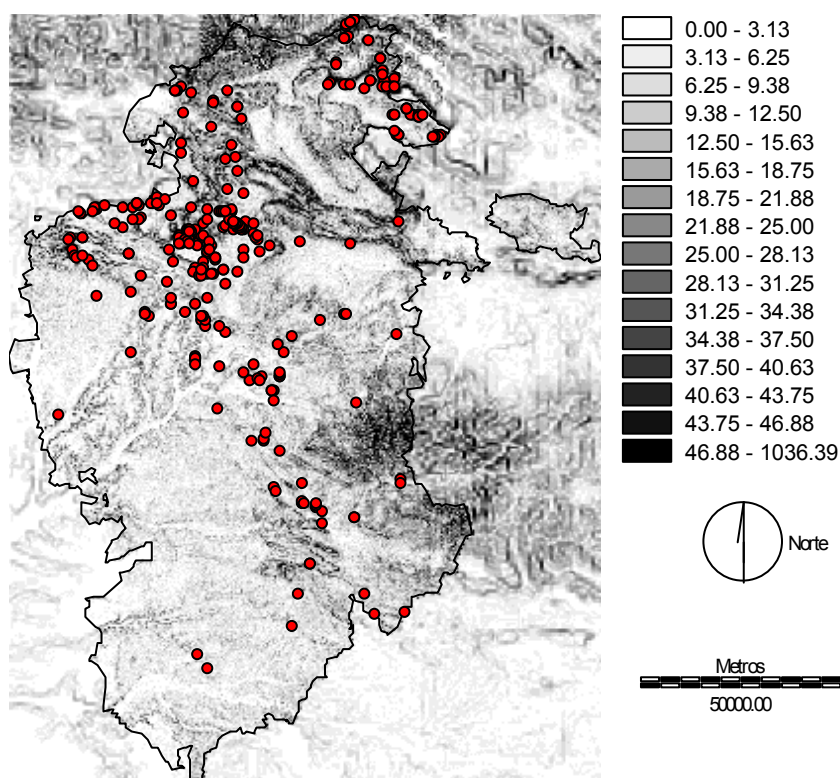 0.00 - 3.13
3.13 - 6.25
6.25 - 9.38
9.38 - 12.50
12.50 - 15.63
15.63 - 18.75
18.75 - 21.88
21.88 - 25.00
25.00 - 28.13
28.13 - 31.25
31.25 - 34.38
34.38 - 37.50
37.50 - 40.63
40.63 - 43.75
43.75 - 46.88
46.88 - 1036.39
Norte
Metros
50000.00